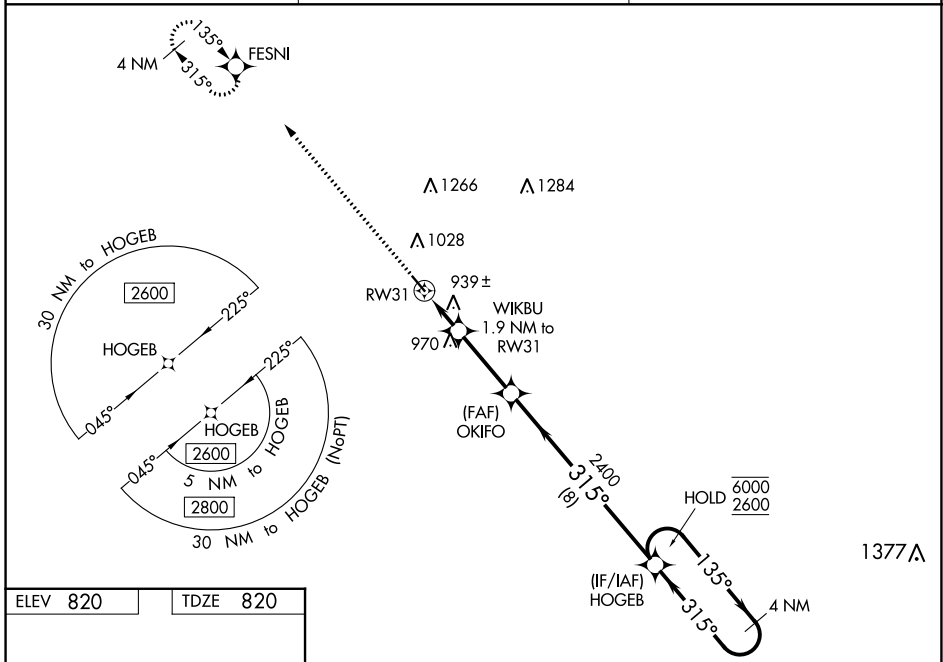 135°
FESNI
4 NM
315°
1266
1284
1028
30 NM to HOGEB
2600
225°
HOGEB
045°
RW31
939 ±
WIKBU
1.9 NM to
RW31
970
225°
HOGEB
045°
2600
5 NM to HOGEB
2800
30 NM to HOGEB (NoPT)
(FAF)
OKIFO
2400
315°
(8)
HOLD
6000
2600
1377
135°
(IF/IAF)
HOGEB
315°
4 NM
ELEV 820
TDZE 820